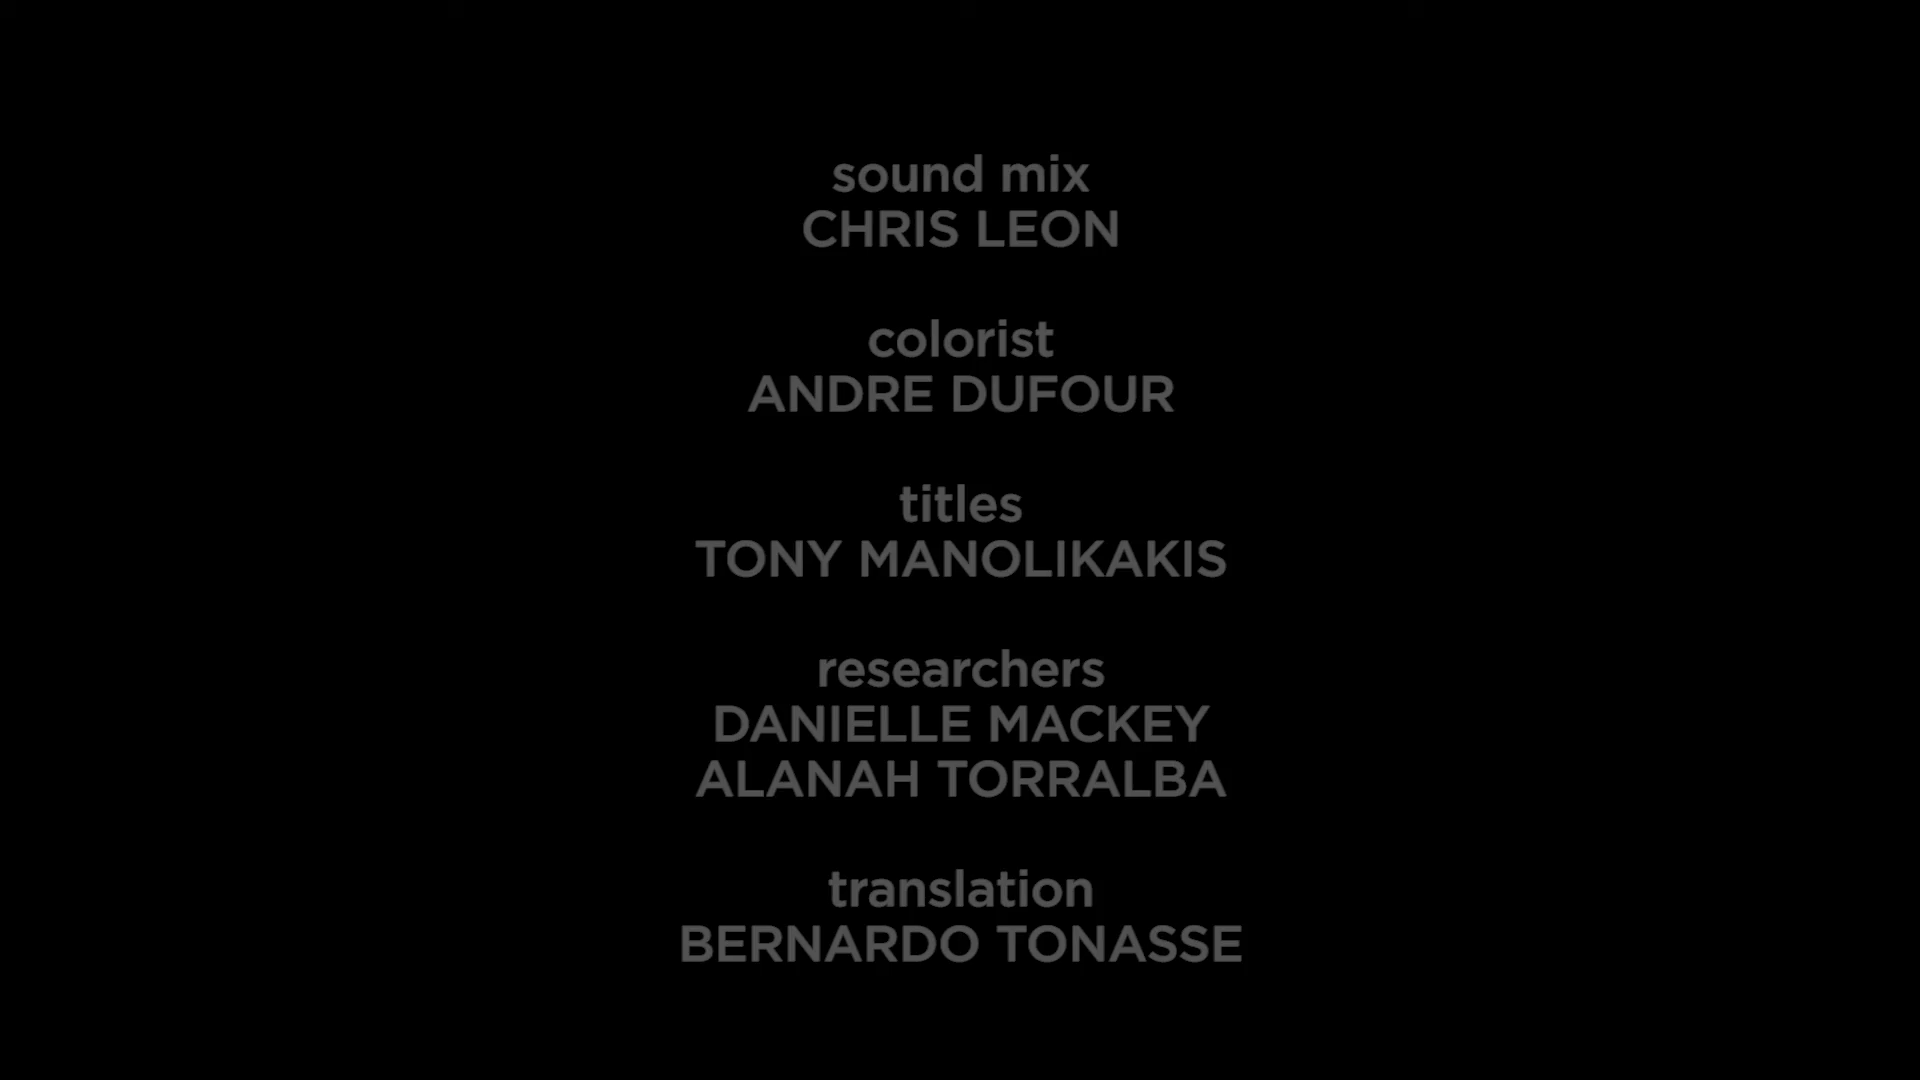 sound mix
CHRIS LEON
colorist
ANDRE DUFOUR
titles
TONY MANOLIKAKIS
researchers
DANIELLE MACKEY
ALANAH TORRALBA
translation
BERNARDO TONASSE